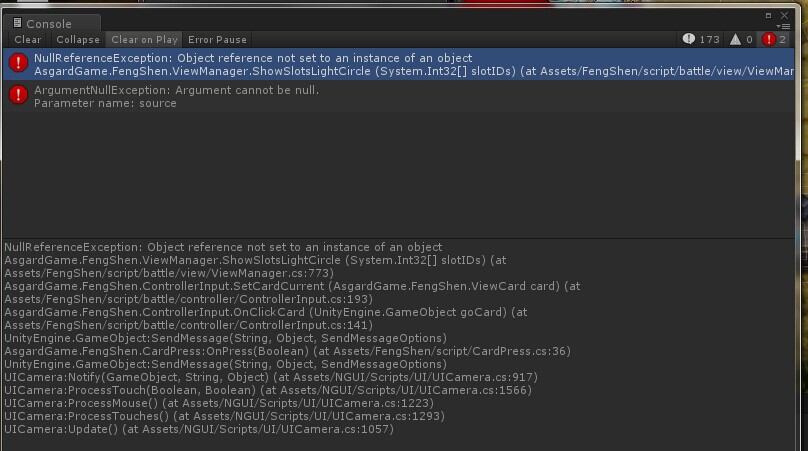 Console
Clear Collapse Clear on Play Error Pause 173 0 2
NullReferenceException: Object reference not set to an instance of an object
AsgardGame.FengShen.ViewManager.ShowSlotsLightCircle (System.Int32[] slotIDs) (at Assets/FengShen/script/battle/view/ViewMar
ArgumentNullException: Argument cannot be null.
Parameter name: source
NullReferenceException: Object reference not set to an instance of an object
AsgardGame.FengShen.ViewManager.ShowSlotsLightCircle (System.Int32[] slotIDs) (at
Assets/FengShen/script/battle/view/ViewManager.cs:773)
AsgardGame.FengShen.ControllerInput.SetCardCurrent (AsgardGame.FengShen.ViewCard card) (at
Assets/FengShen/script/battle/controller/ControllerInput.cs:193)
AsgardGame.FengShen.ControllerInput.OnClickCard (UnityEngine.GameObject goCard) (at
Assets/FengShen/script/battle/controller/ControllerInput.cs:141)
UnityEngine.GameObject:SendMessage(String, Object, SendMessageOptions)
AsgardGame.FengShen.CardPress:OnPress(Boolean) (at Assets/FengShen/script/CardPress.cs:36)
UnityEngine.GameObject:SendMessage(String, Object, SendMessageOptions)
UICamera:Notify(GameObject, String, Object) (at Assets/NGUI/Scripts/UI/UICamera.cs:917)
UICamera:ProcessTouch(Boolean, Boolean) (at Assets/NGUI/Scripts/UI/UICamera.cs:1566)
UICamera:ProcessMouse() (at Assets/NGUI/Scripts/UI/UICamera.cs:1223)
UICamera:ProcessTouches() (at Assets/NGUI/Scripts/UI/UICamera.cs:1293)
UICamera:Update() (at Assets/NGUI/Scripts/UI/UICamera.cs:1057)